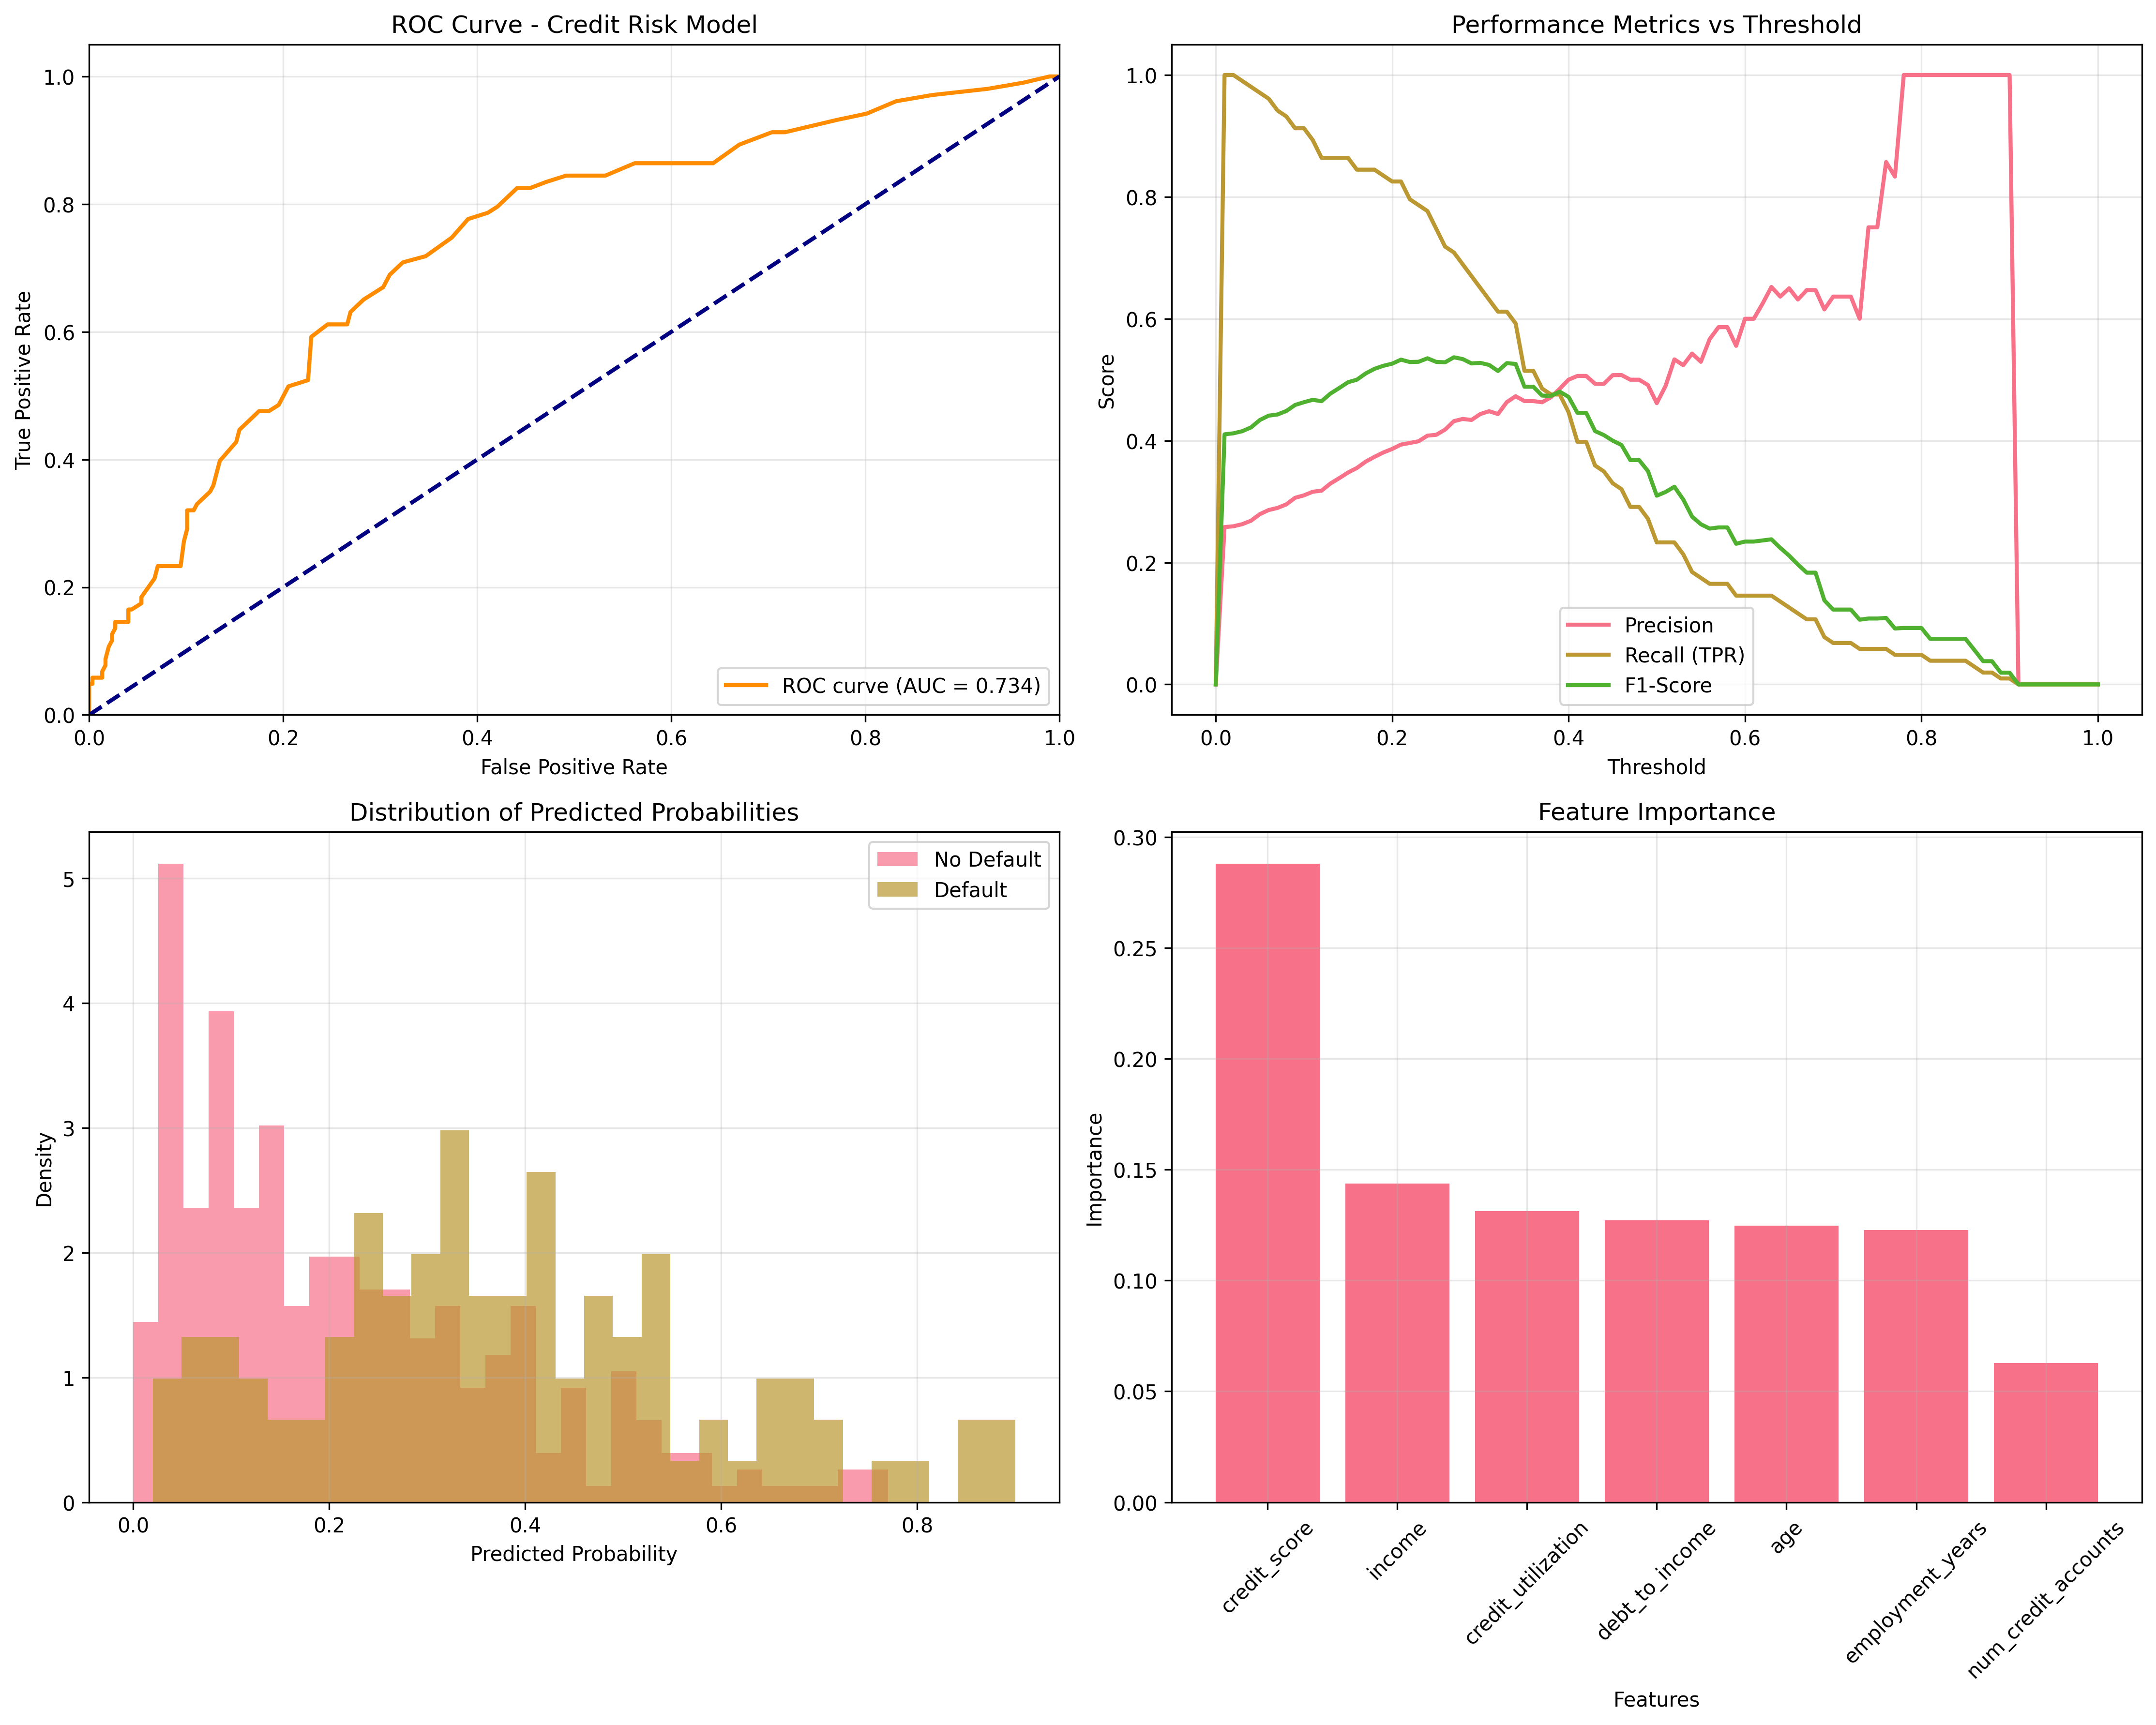 ROC Curve - Credit Risk Model
1.0
0.8
0.6
0.4
0.2
0.0
True Positive Rate
0.0 0.2 0.4 0.6 0.8 1.0
False Positive Rate
ROC curve (AUC = 0.734)
Performance Metrics vs Threshold
1.0
0.8
0.6
0.4
0.2
0.0
Score
0.0 0.2 0.4 0.6 0.8 1.0
Threshold
Precision
Recall (TPR)
F1-Score
Distribution of Predicted Probabilities
5
4
3
2
1
0
Density
0.0 0.2 0.4 0.6 0.8
Predicted Probability
No Default
Default
Feature Importance
0.30
0.25
0.20
0.15
0.10
0.05
0.00
Importance
credit_score
income
credit_utilization
debt_to_income
age
employment_years
num_credit_accounts
Features